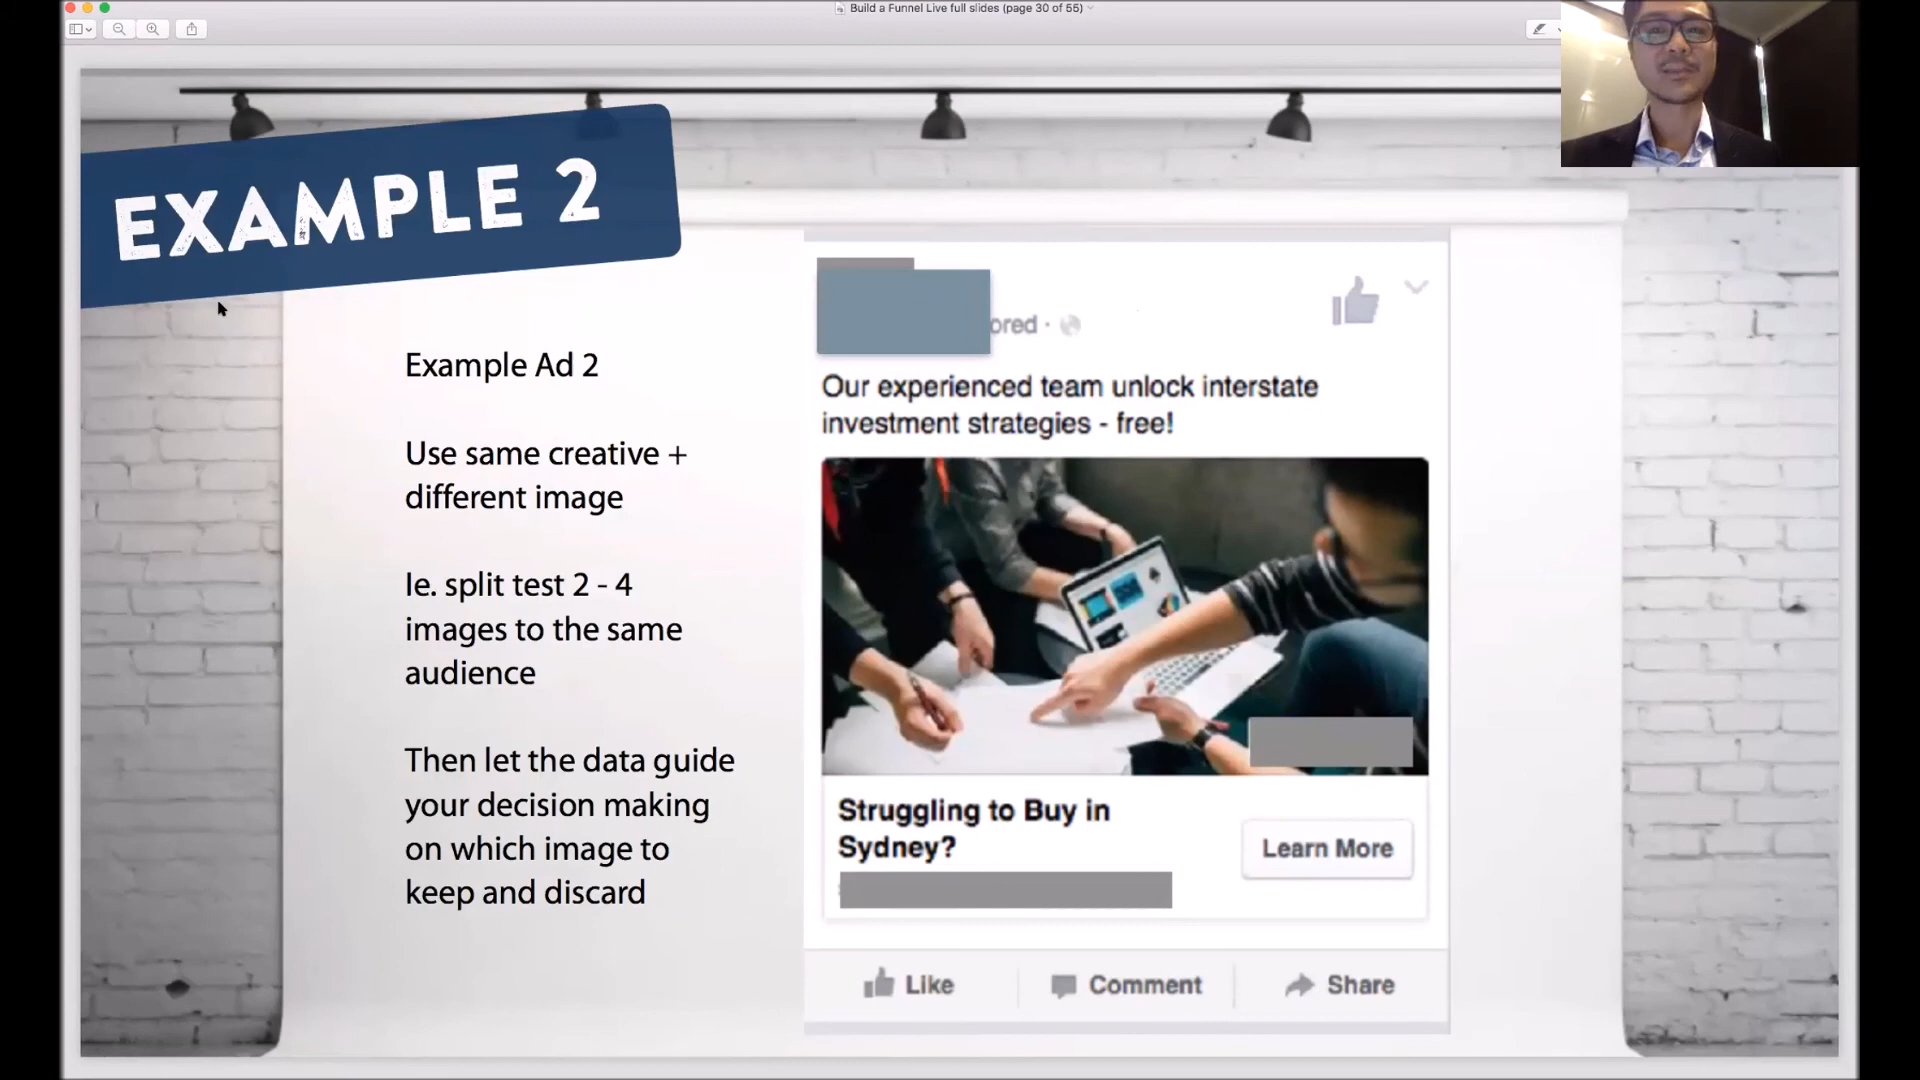 Build a Funnel Live full slides (page 30 of 55)
EXAMPLE 2
Example Ad 2
Use same creative +
different image
Ie. split test 2 - 4
images to the same
audience
Then let the data guide
your decision making
on which image to
keep and discard
ored ·
Our experienced team unlock interstate
investment strategies - free!
Struggling to Buy in
Sydney?
Learn More
Like
Comment
Share